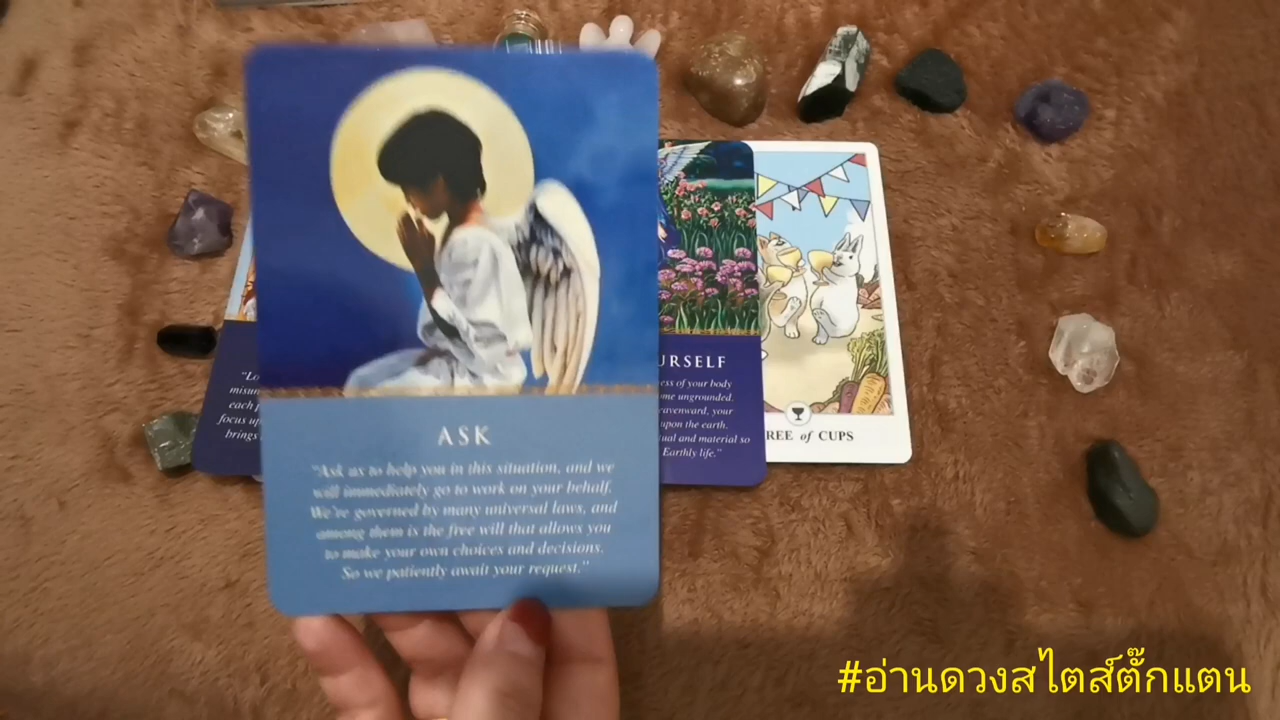 ASK
"Ask us to help you in this situation, and we
will immediately go to work on your behalf.
We're governed by many universal laws, and
among them is the free will that allows you
to make your own choices and decisions.
So we patiently await your request."
"Lo
misun
each p
focus up
brings
URSELF
ess of your body
me ungrounded.
eavenward, your
upon the earth.
tual and material so
Earthly life."
REE of CUPS
#อ่านดวงสไตส์ตั๊กแตน